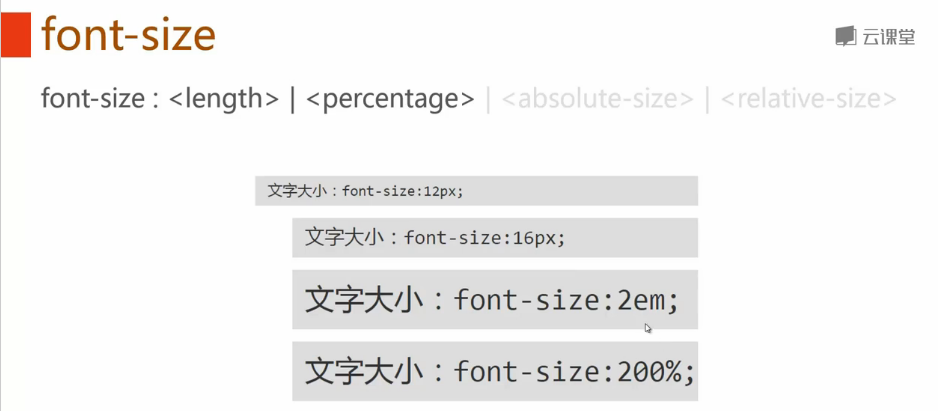 font-size
云课堂
font-size : <length> | <percentage> | <absolute-size> | <relative-size>
文字大小：font-size:12px;
文字大小：font-size:16px;
文字大小：font-size:2em;
文字大小：font-size:200%;